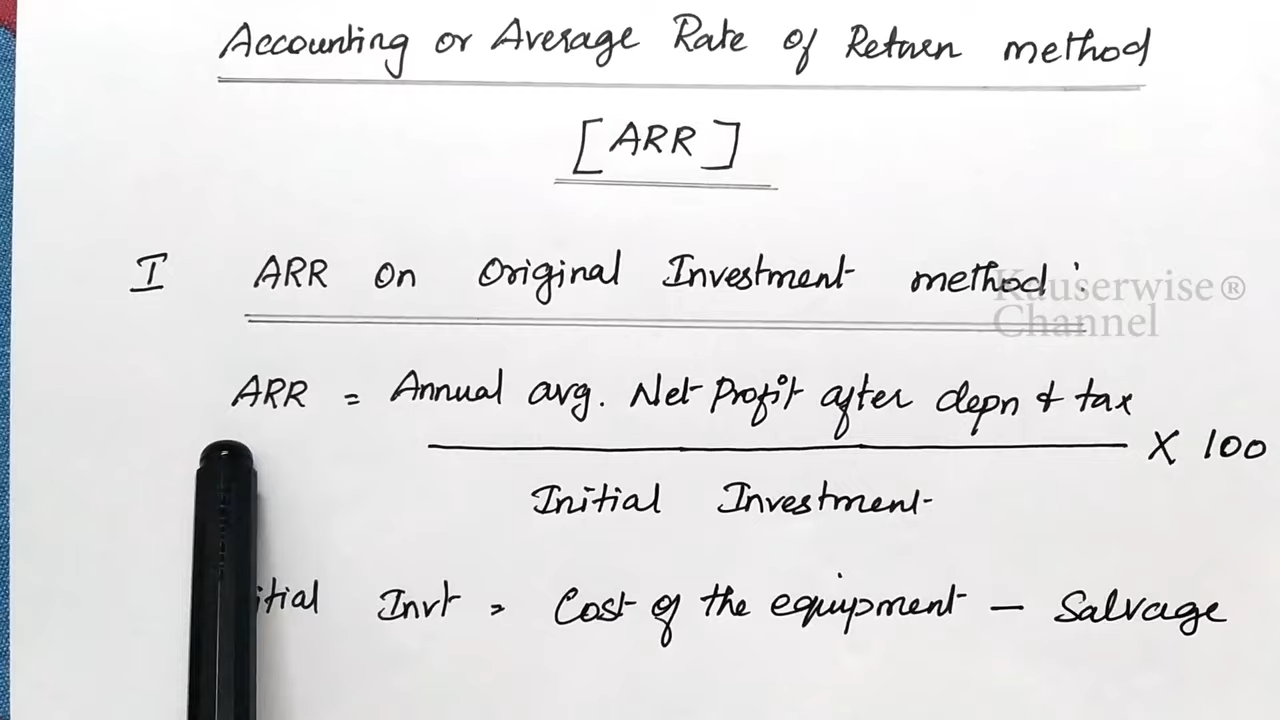 Accounting or Average Rate of Return method
[ARR]
I ARR on Original Investment method:
Kauserwise®
Channel
ARR = Annual avg. Net Profit after depn & tax
X 100
Initial Investment
itial Invt = Cost of the equipment - Salvage